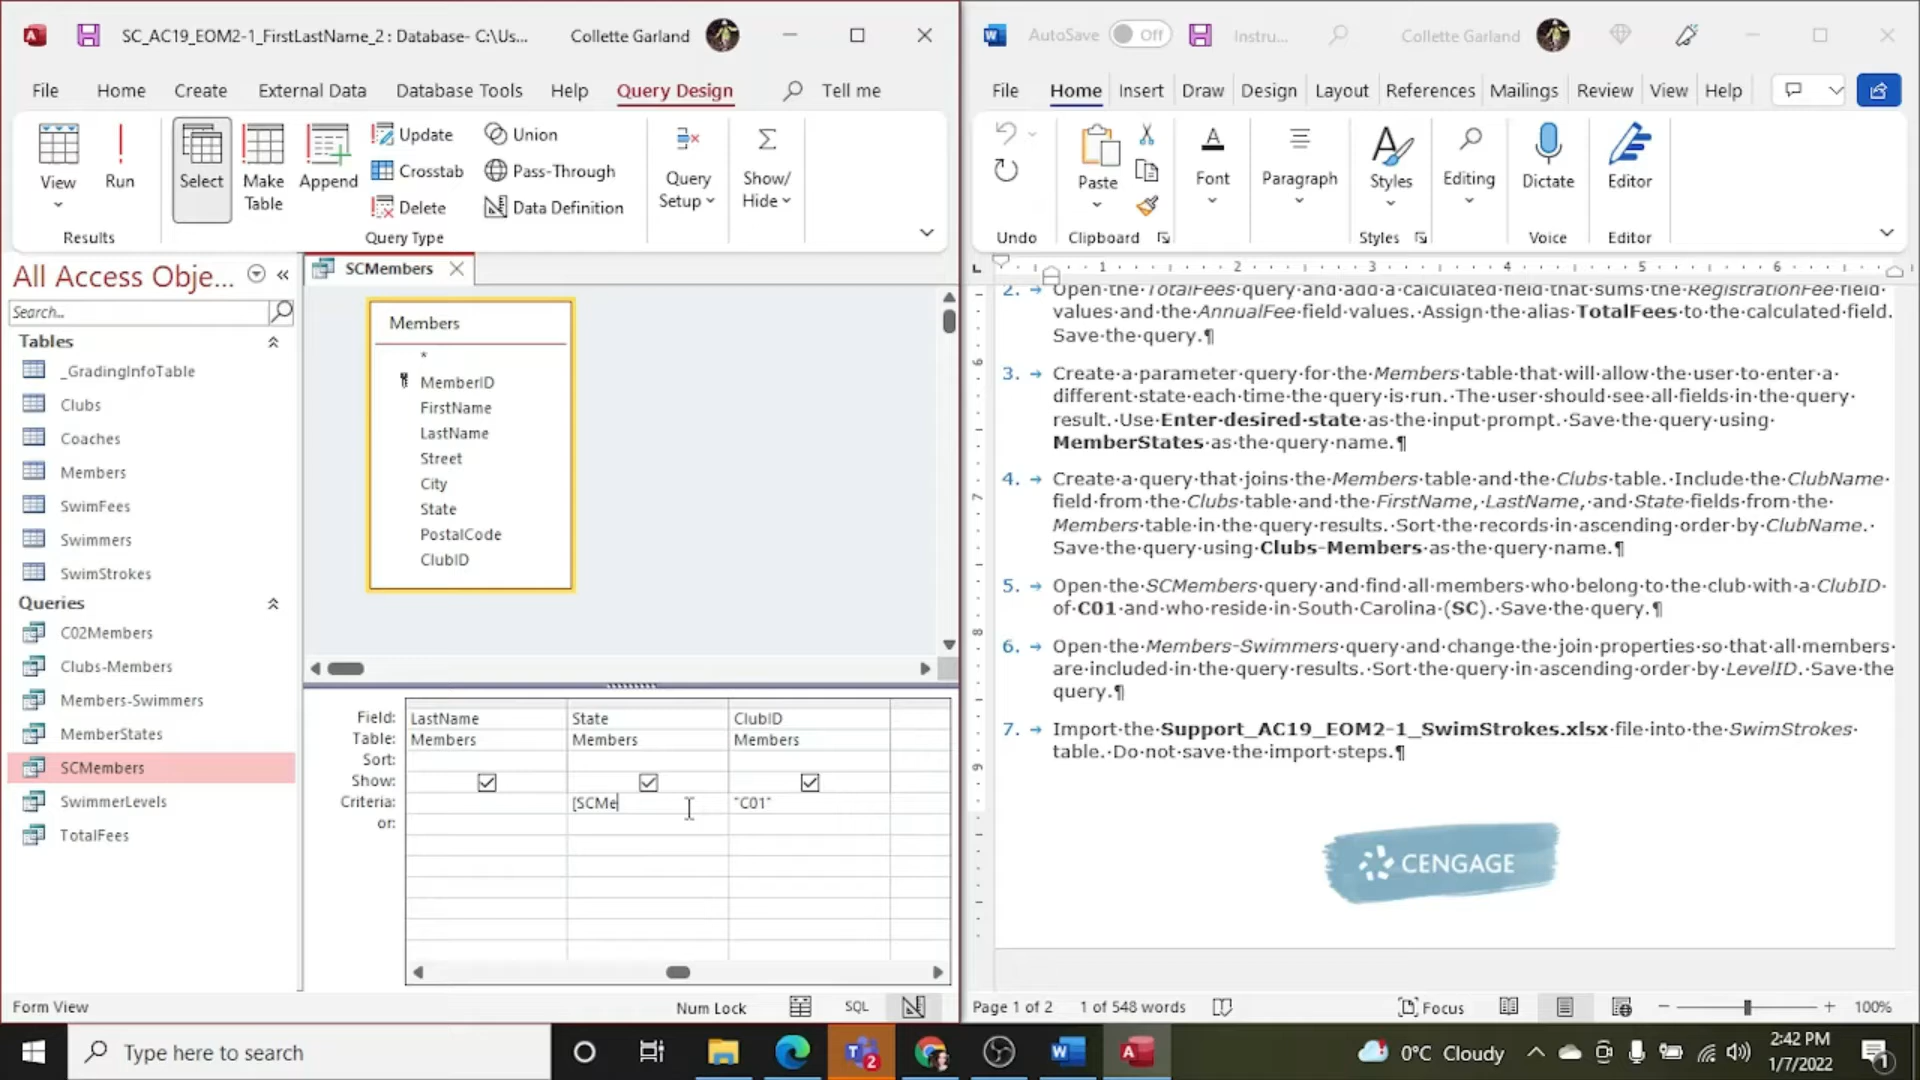 SC_AC19_EOM2-1_FirstLastName_2 : Database- C:\Us...
Collette Garland
File
Home
Create
External Data
Database Tools
Help
Query Design
Tell me
View
Run
Select
Make Table
Append
Update
Crosstab
Delete
Union
Pass-Through
Data Definition
Query Setup
Show/ Hide
Results
Query Type
All Access Obje...
Search...
Tables
_GradingInfoTable
Clubs
Coaches
Members
SwimFees
Swimmers
SwimStrokes
Queries
C02Members
Clubs-Members
Members-Swimmers
MemberStates
SCMembers
SwimmerLevels
TotalFees
SCMembers
Members
*
MemberID
FirstName
LastName
Street
City
State
PostalCode
ClubID
Field: LastName State ClubID
Table: Members Members Members
Sort:
Show:
Criteria: [SCMe "C01"
or:
Form View
Num Lock
SQL
AutoSave Off
Instru...
Collette Garland
File
Home
Insert
Draw
Design
Layout
References
Mailings
Review
View
Help
Paste
Font
Paragraph
Styles
Editing
Dictate
Editor
Undo
Clipboard
Styles
Voice
Editor
1 2 3 4 5 6
6
7
8
9
2. → Open·the·TotalFees·query·and·add·a·calculated·field·that·sums·the·RegistrationFee·field·
values·and·the·AnnualFee·field·values.·Assign·the·alias·TotalFees·to·the·calculated·field.
Save·the·query.¶
3. → Create·a·parameter·query·for·the·Members·table·that·will·allow·the·user·to·enter·a·
different·state·each·time·the·query·is·run.·The·user·should·see·all·fields·in·the·query·
result.·Use·Enter·desired·state·as·the·input·prompt.·Save·the·query·using·
MemberStates·as·the·query·name.¶
4. → Create·a·query·that·joins·the·Members·table·and·the·Clubs·table.·Include·the·ClubName·
field·from·the·Clubs·table·and·the·FirstName,·LastName,·and·State·fields·from·the·
Members·table·in·the·query·results.·Sort·the·records·in·ascending·order·by·ClubName.·
Save·the·query·using·Clubs-Members·as·the·query·name.¶
5. → Open·the·SCMembers·query·and·find·all·members·who·belong·to·the·club·with·a·ClubID·
of·C01·and·who·reside·in·South·Carolina·(SC).·Save·the·query.¶
6. → Open·the·Members-Swimmers·query·and·change·the·join·properties·so·that·all·members·
are·included·in·the·query·results.·Sort·the·query·in·ascending·order·by·LevelID.·Save·the
query.¶
7. → Import·the·Support_AC19_EOM2-1_SwimStrokes.xlsx·file·into·the·SwimStrokes·
table.·Do·not·save·the·import·steps.¶
CENGAGE
Page 1 of 2
1 of 548 words
Focus
100%
Type here to search
2
0°C Cloudy
2:42 PM
1/7/2022
1